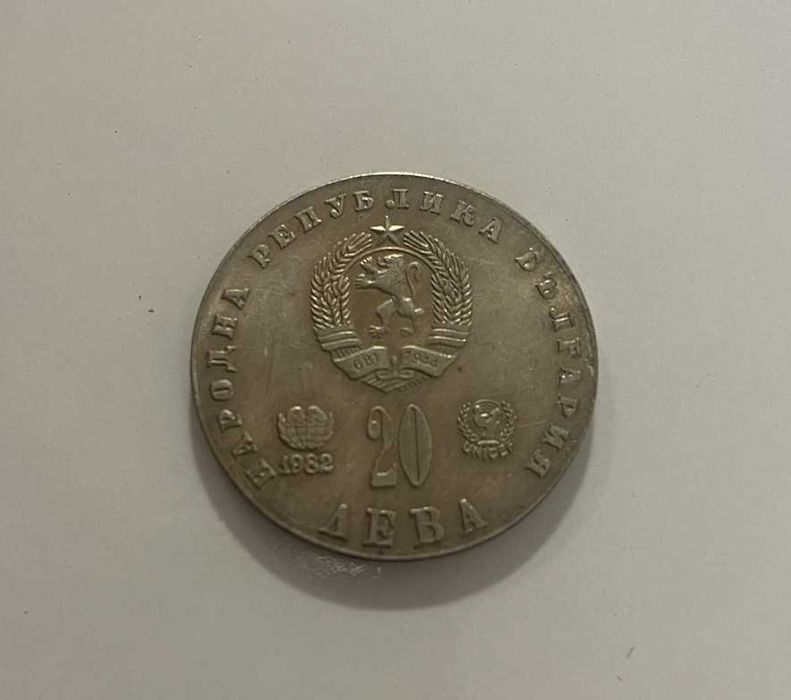 НАРОДНА РЕПУБЛИКА БЪЛГАРИЯ
681 1944
1982
20
UNICEF
ЛЕВА